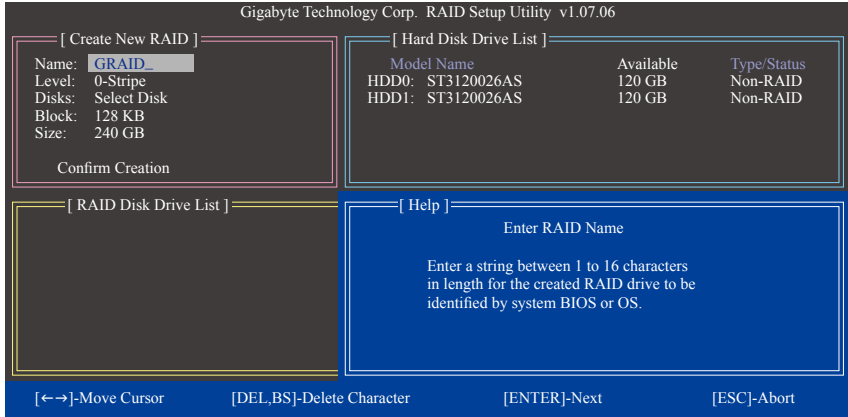 Gigabyte Technology Corp. RAID Setup Utility v1.07.06
[ Create New RAID ]
Name: GRAID_
Level: 0-Stripe
Disks: Select Disk
Block: 128 KB
Size: 240 GB
Confirm Creation
[ Hard Disk Drive List ]
Model Name Available Type/Status
HDD0: ST3120026AS 120 GB Non-RAID
HDD1: ST3120026AS 120 GB Non-RAID
[ RAID Disk Drive List ]
[ Help ]
Enter RAID Name
Enter a string between 1 to 16 characters
in length for the created RAID drive to be
identified by system BIOS or OS.
[←→]-Move Cursor [DEL,BS]-Delete Character [ENTER]-Next [ESC]-Abort